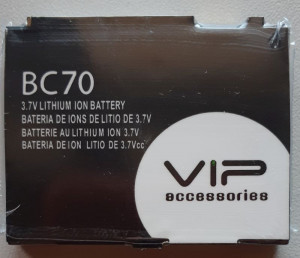 BC70
3.7V LITHIUM ION BATTERY
BATERIA DE IONS DE LITIO DE 3.7V
BATTERIE AU LITHIUM ION 3.7V
BATERIA DE ION LITIO DE 3.7Vcc
VIP
accessories